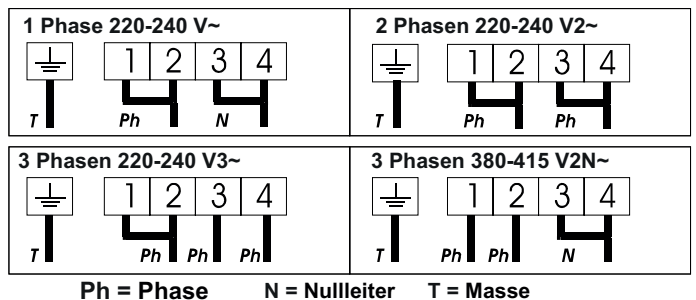 1 Phase 220-240 V~
1 2 3 4
T Ph N
2 Phasen 220-240 V2~
1 2 3 4
T Ph Ph
3 Phasen 220-240 V3~
1 2 3 4
T Ph Ph Ph
3 Phasen 380-415 V2N~
1 2 3 4
T Ph Ph N
Ph = Phase N = Nullleiter T = Masse